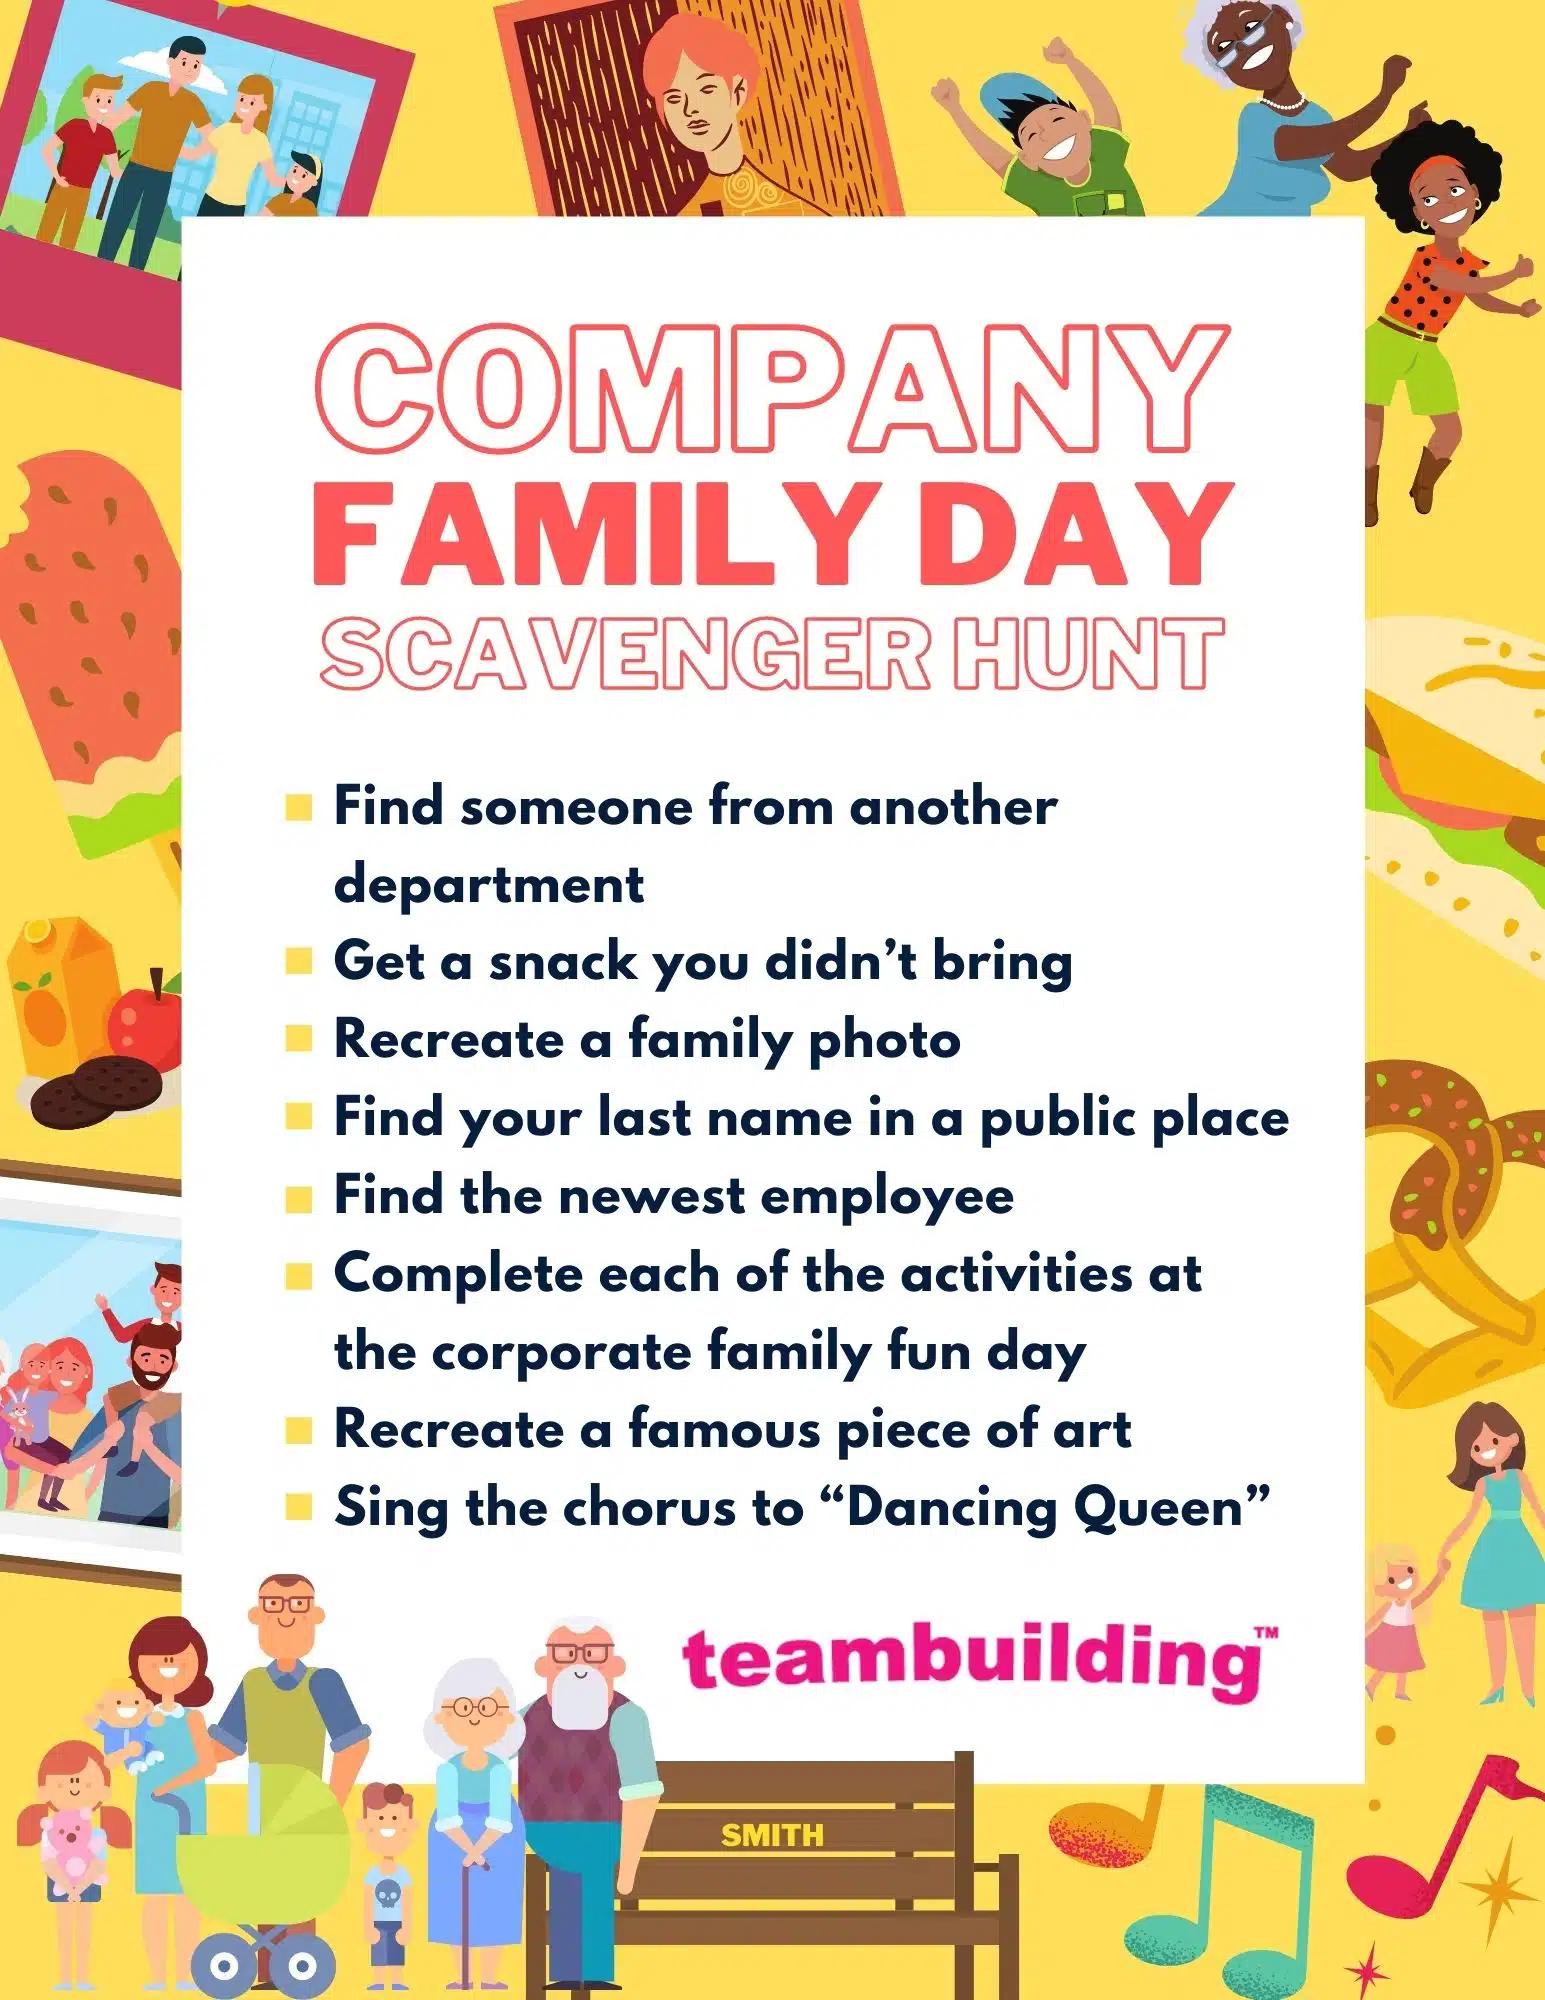 COMPANY
FAMILY DAY
SCAVENGER HUNT
Find someone from another
department
Get a snack you didn’t bring
Recreate a family photo
Find your last name in a public place
Find the newest employee
Complete each of the activities at
the corporate family fun day
Recreate a famous piece of art
Sing the chorus to “Dancing Queen”
teambuilding™
SMITH